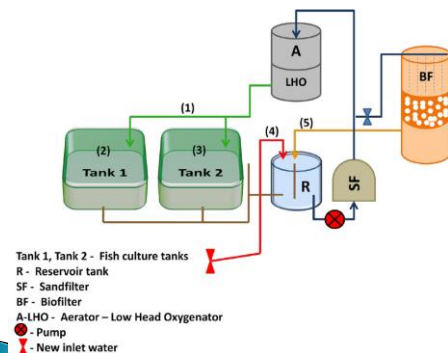 A
LHO
BF
(1)
(2)
(3)
(4)
(5)
Tank 1
Tank 2
R
SF
Tank 1, Tank 2 - Fish culture tanks
R - Reservoir tank
SF - Sandfilter
BF - Biofilter
A-LHO - Aerator – Low Head Oxygenator
- Pump
- New inlet water